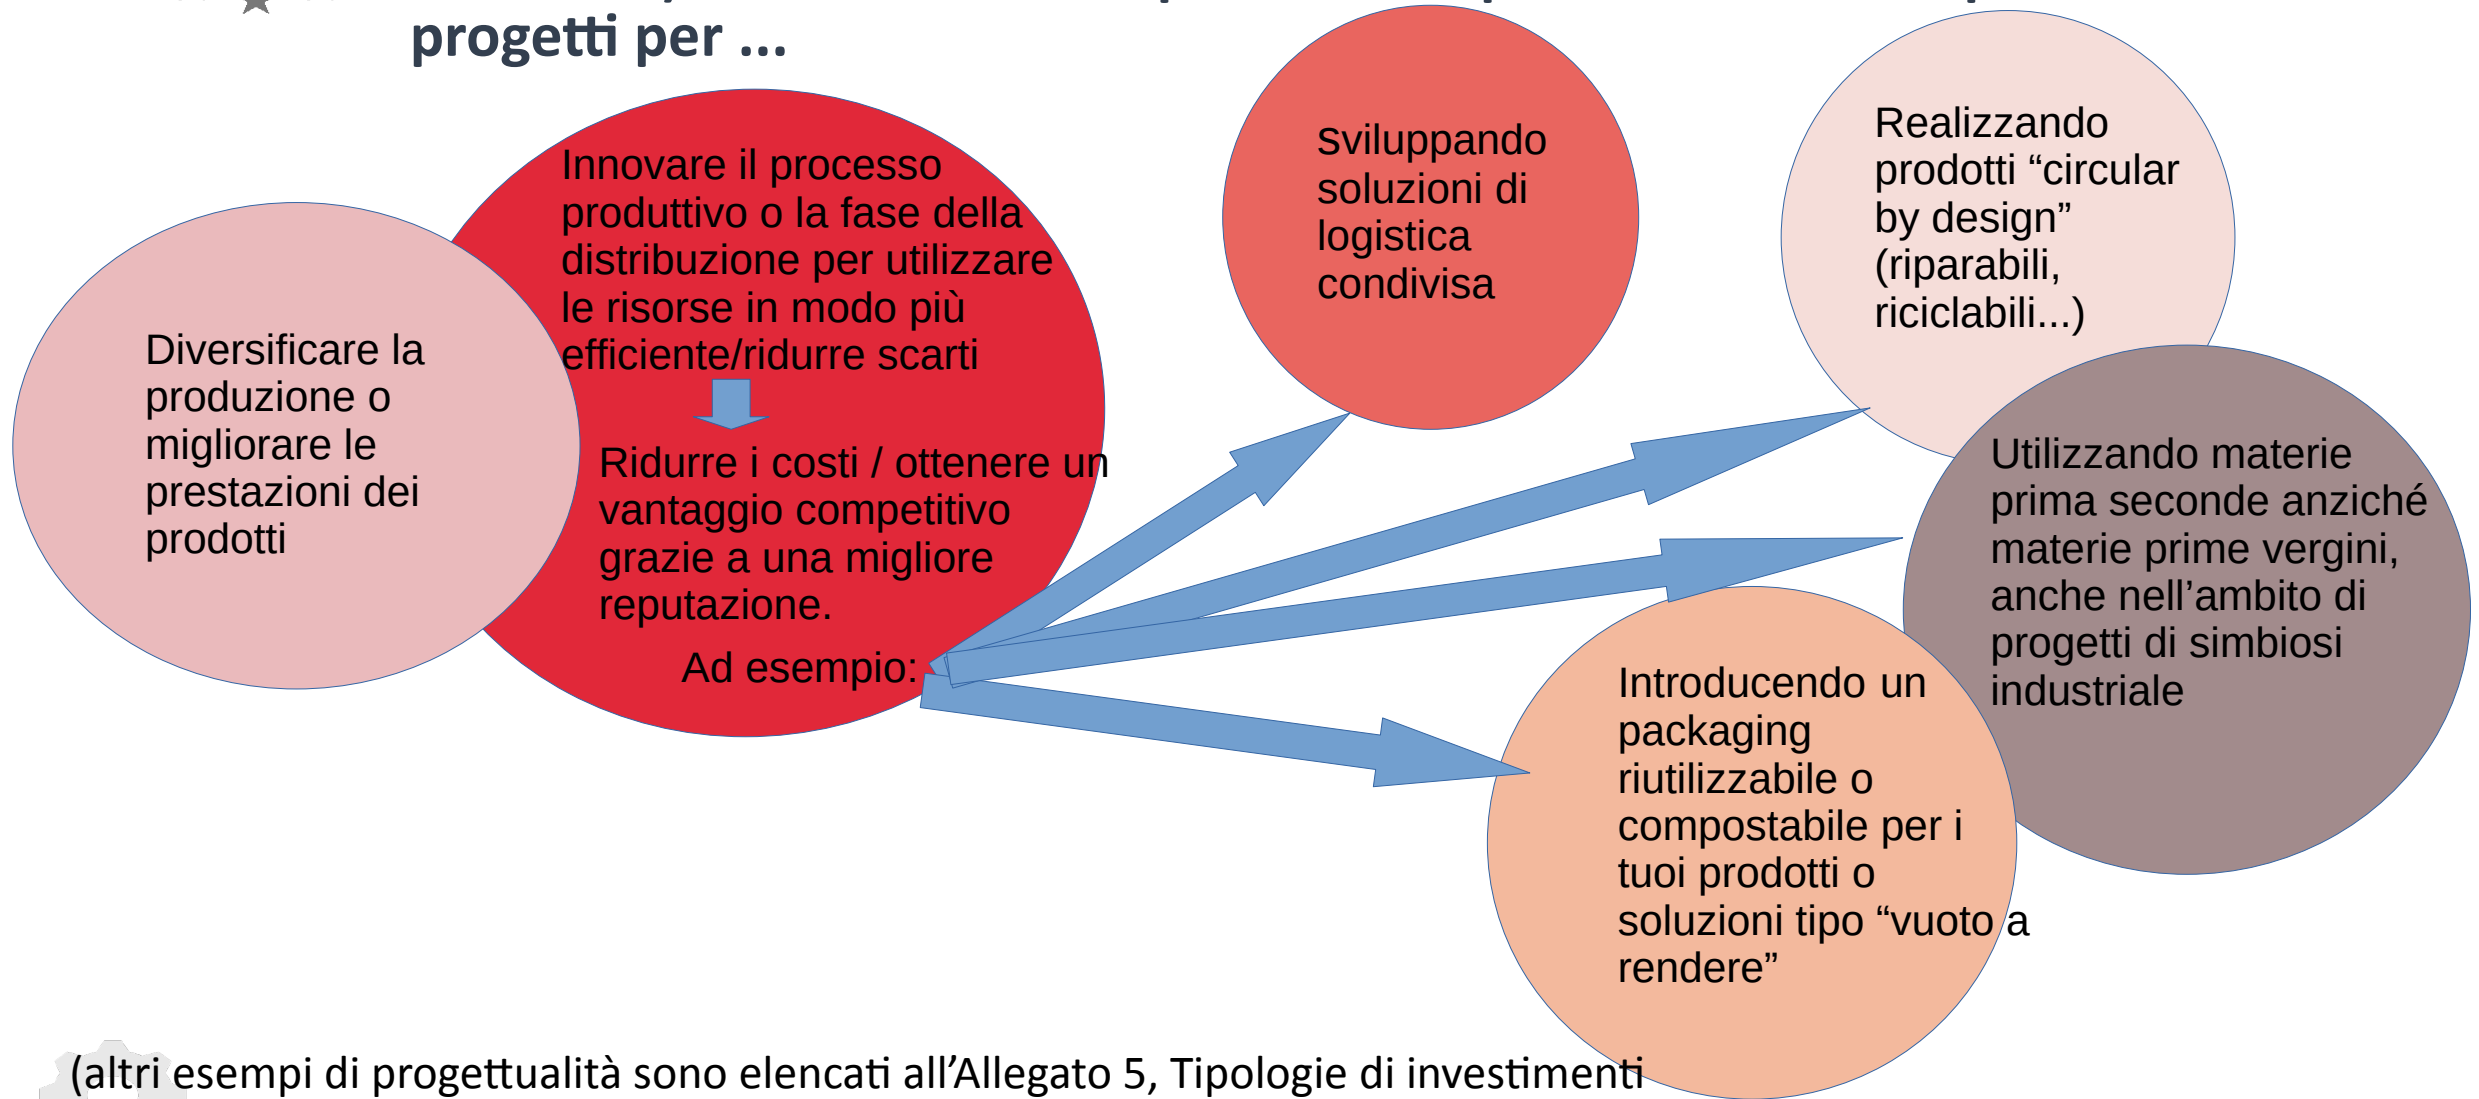 progetti per ...
Innovare il processo
produttivo o la fase della
distribuzione per utilizzare
le risorse in modo più
efficiente/ridurre scarti
Ridurre i costi / ottenere un
vantaggio competitivo
grazie a una migliore
reputazione.
Ad esempio:
Diversificare la
produzione o
migliorare le
prestazioni dei
prodotti
sviluppando
soluzioni di
logistica
condivisa
Realizzando
prodotti “circular
by design”
(riparabili,
riciclabili...)
Utilizzando materie
prima seconde anziché
materie prime vergini,
anche nell’ambito di
progetti di simbiosi
industriale
Introducendo un
packaging
riutilizzabile o
compostabile per i
tuoi prodotti o
soluzioni tipo “vuoto a
rendere”
(altri esempi di progettualità sono elencati all’Allegato 5, Tipologie di investimenti